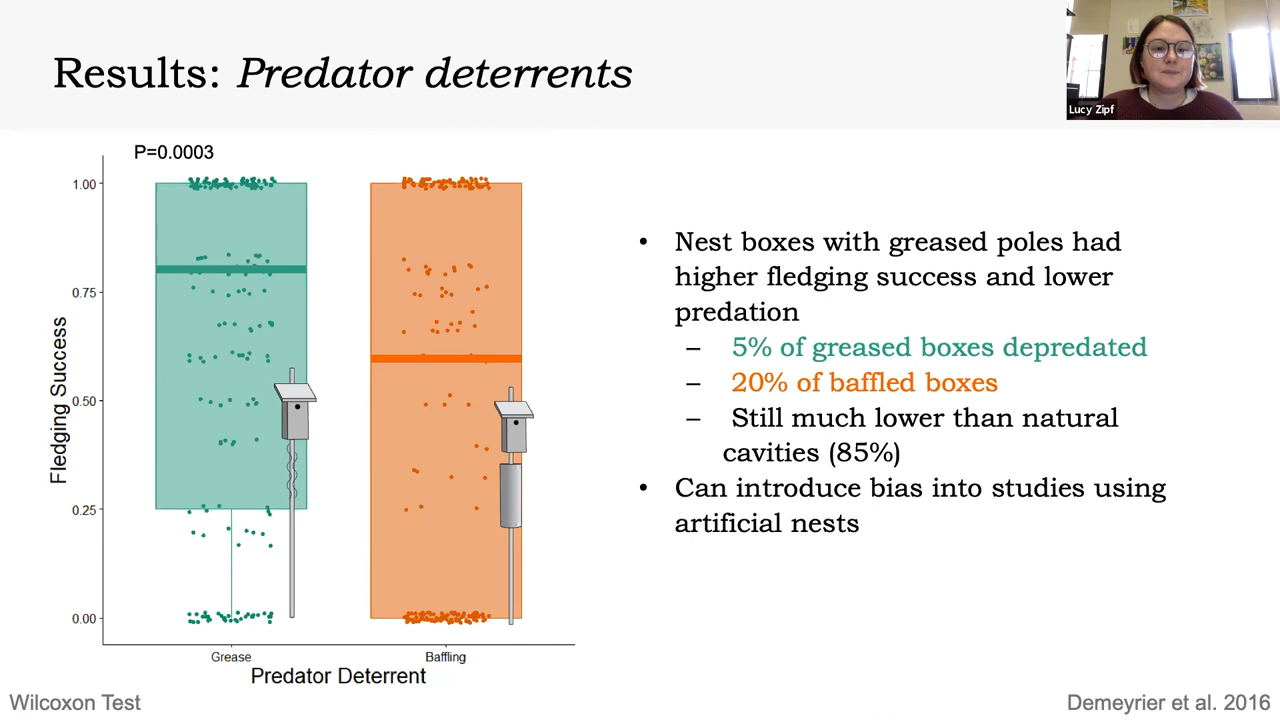 Results: Predator deterrents
Lucy Zipf
P=0.0003
1.00
0.75
0.50
0.25
0.00
Fledging Success
Grease
Baffling
Predator Deterrent
• Nest boxes with greased poles had
higher fledging success and lower
predation
– 5% of greased boxes depredated
– 20% of baffled boxes
– Still much lower than natural
cavities (85%)
• Can introduce bias into studies using
artificial nests
Wilcoxon Test
Demeyrier et al. 2016